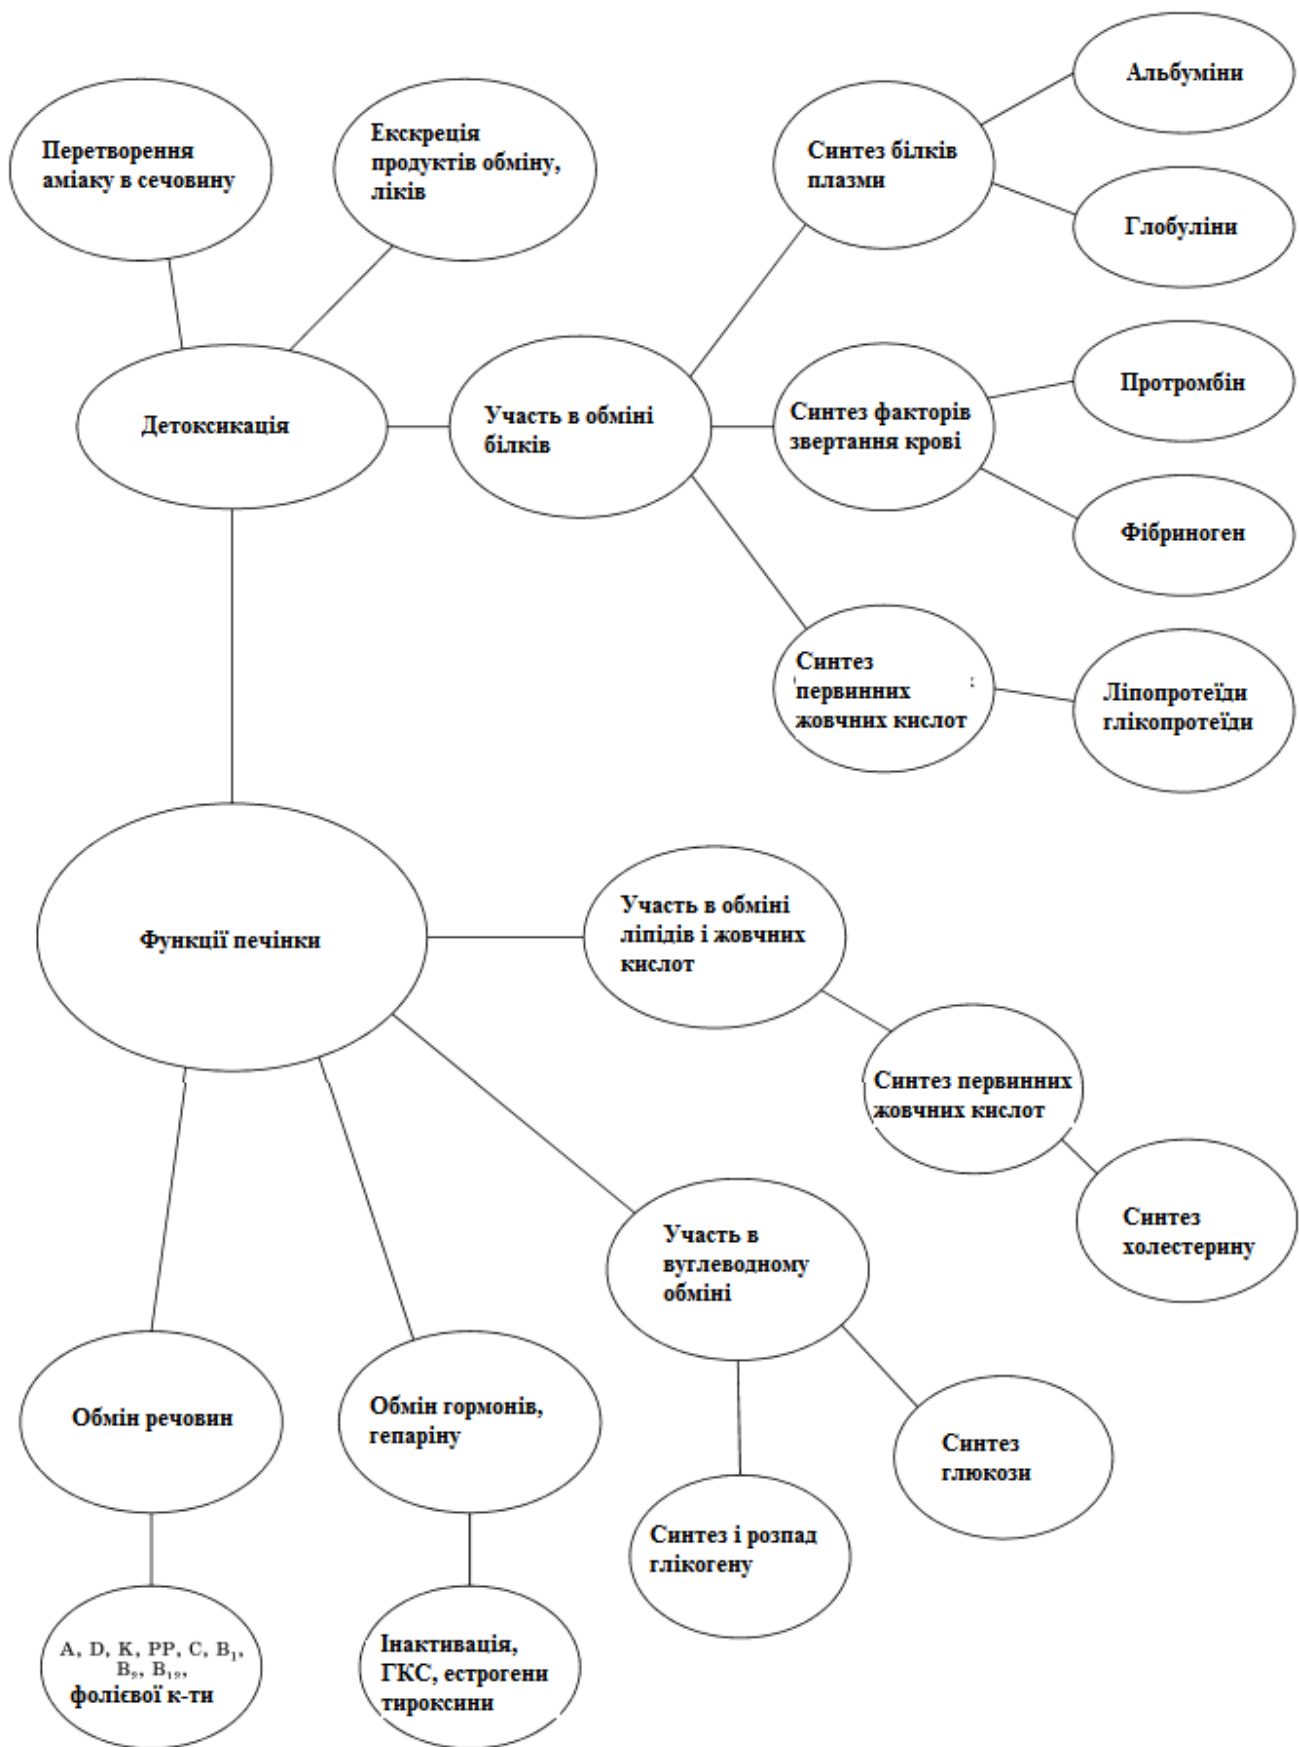 Альбуміни
Перетворення
аміаку в сечовину
Екскреція
продуктів обміну,
ліків
Синтез білків
плазми
Глобуліни
Детоксикація
Участь в обміні
білків
Синтез факторів
звертання крові
Протромбін
Фібриноген
Синтез
первинних
жовчних кислот
Ліпопротеїди
глікопротеїди
Функції печінки
Участь в обміні
ліпідів і жовчних
кислот
Синтез первинних
жовчних кислот
Синтез
холестерину
Участь в
вуглеводному
обміні
Обмін речовин
Обмін гормонів,
гепаріну
Синтез
глюкози
Синтез і розпад
глікогену
A, D, K, PP, C, B₁,
B₂, B₁₂,
фолієвої к-ти
Інактивація,
ГКС, естрогени
тироксини